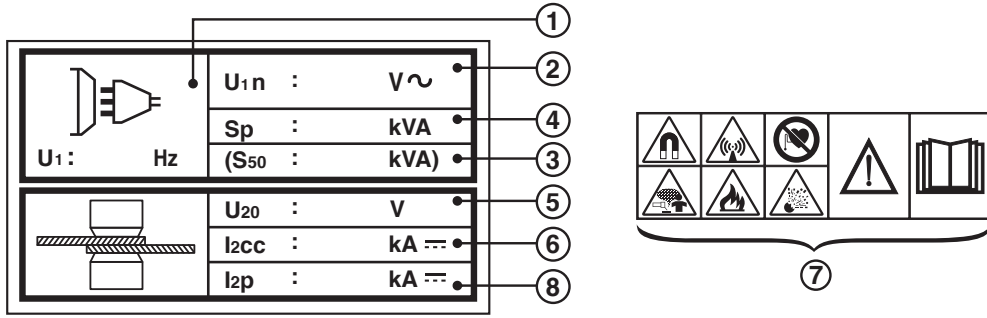 1
U1n : V~ 2
Sp : kVA 4
U1: Hz (S50 : kVA) 3
U20 : V 5
I2cc : kA ⎓ 6
I2p : kA ⎓ 8
7